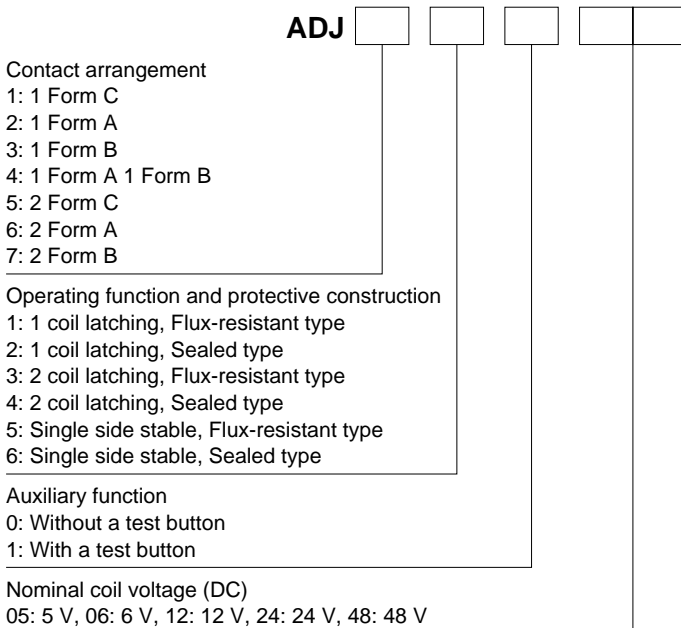 ADJ
Contact arrangement
1: 1 Form C
2: 1 Form A
3: 1 Form B
4: 1 Form A 1 Form B
5: 2 Form C
6: 2 Form A
7: 2 Form B
Operating function and protective construction
1: 1 coil latching, Flux-resistant type
2: 1 coil latching, Sealed type
3: 2 coil latching, Flux-resistant type
4: 2 coil latching, Sealed type
5: Single side stable, Flux-resistant type
6: Single side stable, Sealed type
Auxiliary function
0: Without a test button
1: With a test button
Nominal coil voltage (DC)
05: 5 V, 06: 6 V, 12: 12 V, 24: 24 V, 48: 48 V